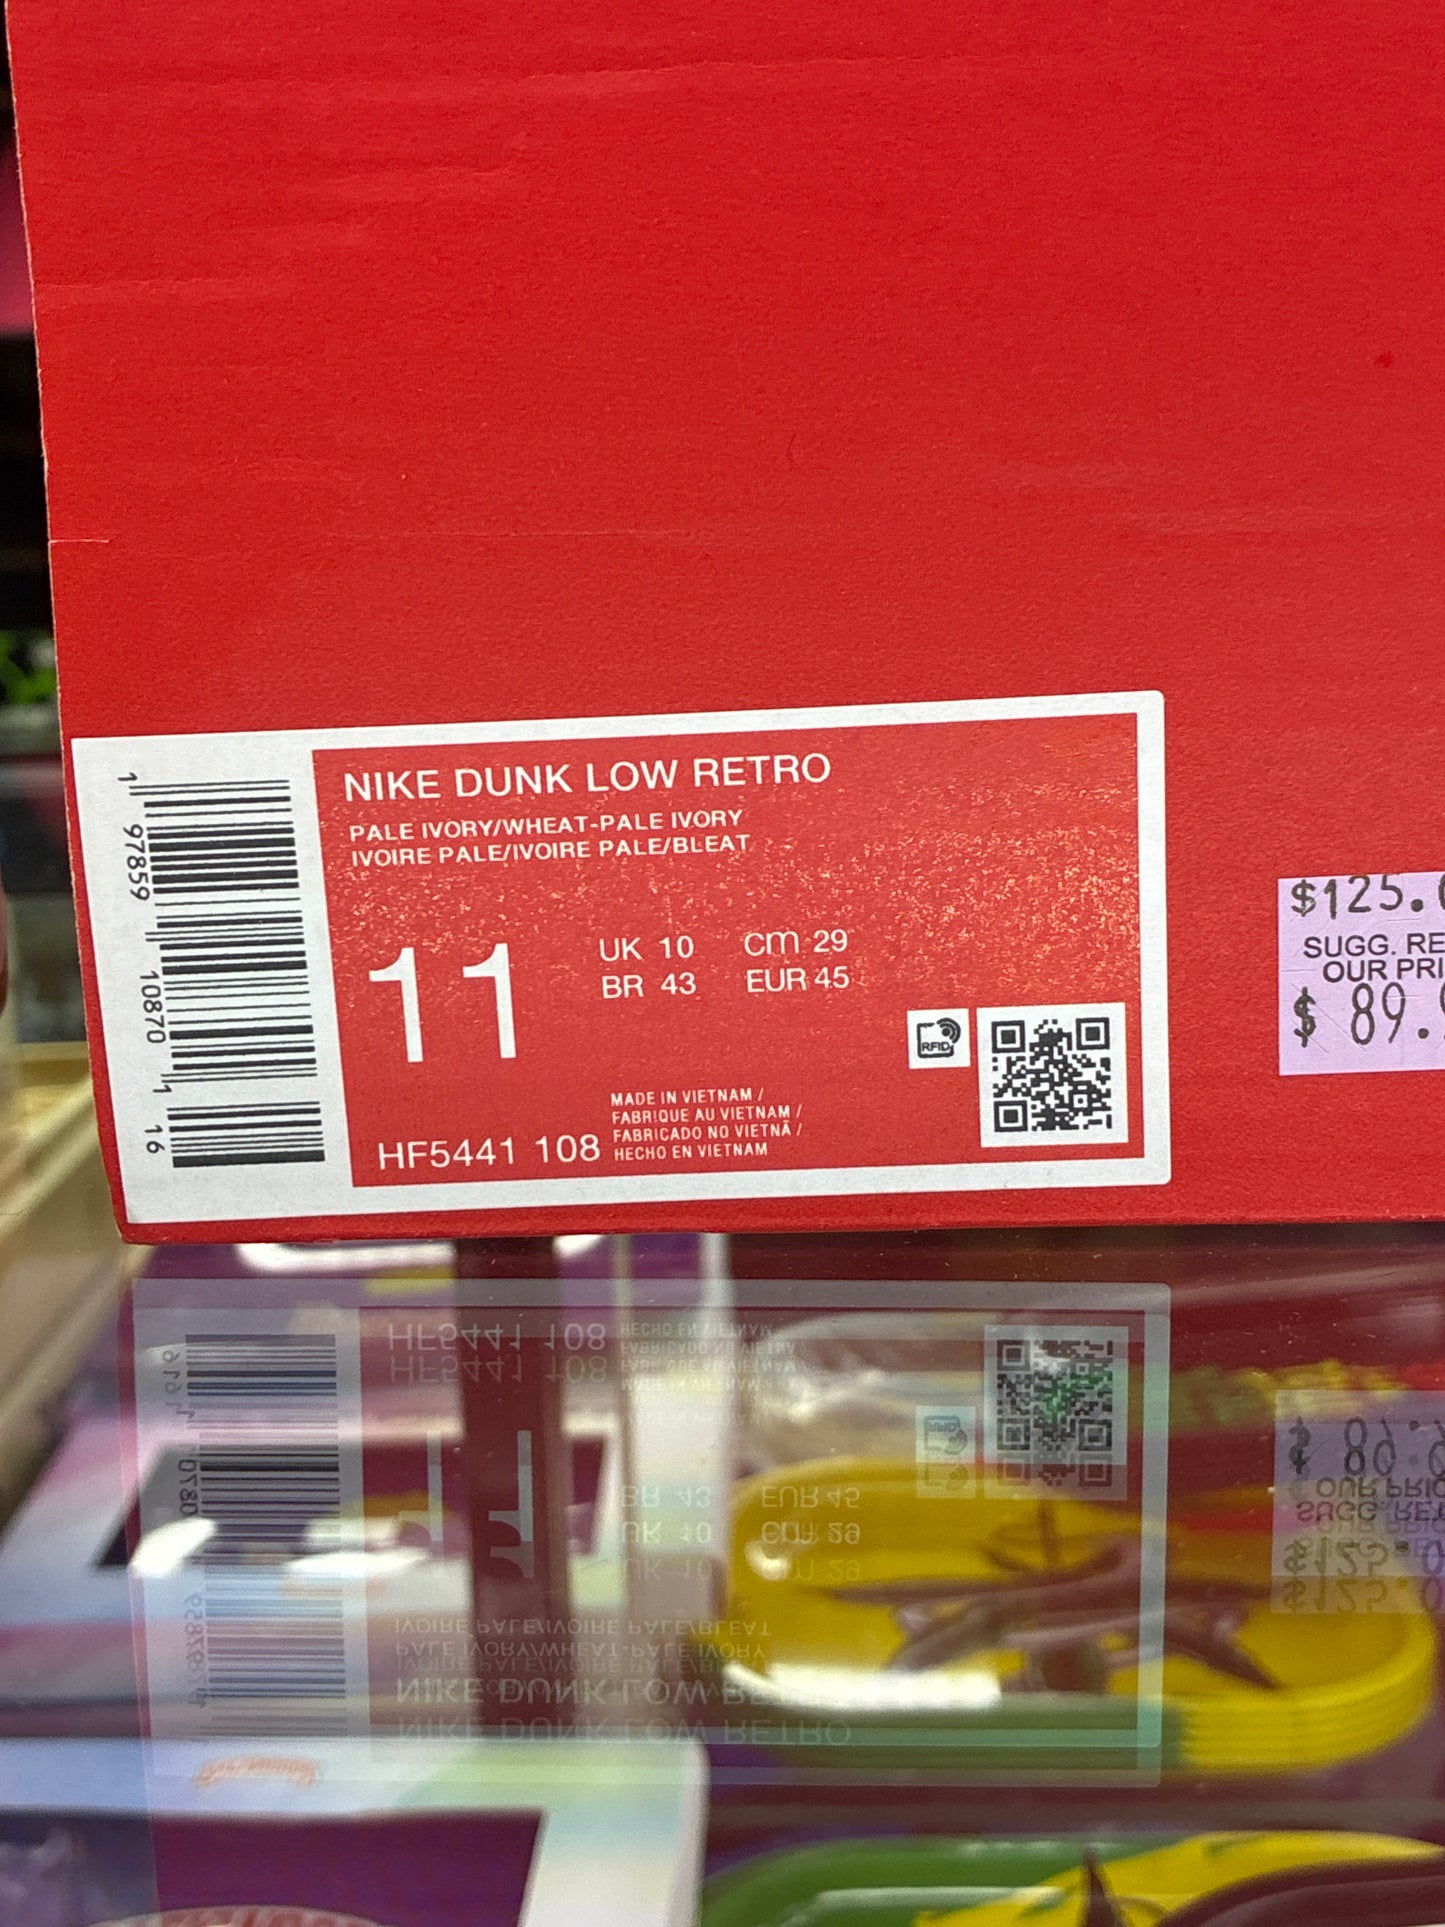 NIKE DUNK LOW RETRO
PALE IVORY/WHEAT-PALE IVORY
IVOIRE PALE/IVOIRE PALE/BLEAT
11
UK 10 CM 29
BR 43 EUR 45
RFID
MADE IN VIETNAM /
FABRIQUE AU VIETNAM /
FABRICADO NO VIETNÃ /
HECHO EN VIETNAM
HF5441 108
1 97859 10870 1 16
$125.
SUGG. RE
OUR PRI
$ 89.9